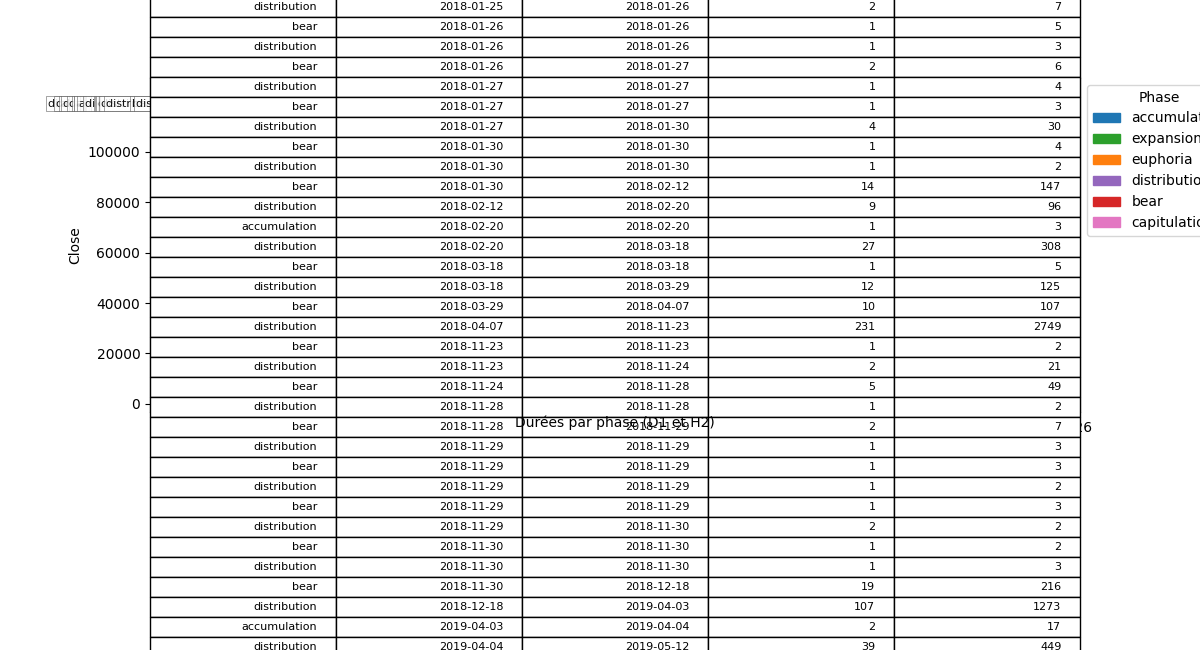 distribution 2018-01-25 2018-01-26 2 7
bear 2018-01-26 2018-01-26 1 5
distribution 2018-01-26 2018-01-26 1 3
bear 2018-01-26 2018-01-27 2 6
distribution 2018-01-27 2018-01-27 1 4
bear 2018-01-27 2018-01-27 1 3
distribution 2018-01-27 2018-01-30 4 30
bear 2018-01-30 2018-01-30 1 4
distribution 2018-01-30 2018-01-30 1 2
bear 2018-01-30 2018-02-12 14 147
distribution 2018-02-12 2018-02-20 9 96
accumulation 2018-02-20 2018-02-20 1 3
distribution 2018-02-20 2018-03-18 27 308
bear 2018-03-18 2018-03-18 1 5
distribution 2018-03-18 2018-03-29 12 125
bear 2018-03-29 2018-04-07 10 107
distribution 2018-04-07 2018-11-23 231 2749
bear 2018-11-23 2018-11-23 1 2
distribution 2018-11-23 2018-11-24 2 21
bear 2018-11-24 2018-11-28 5 49
distribution 2018-11-28 2018-11-28 1 2
bear 2018-11-28 2018-11-29 2 7
distribution 2018-11-29 2018-11-29 1 3
bear 2018-11-29 2018-11-29 1 3
distribution 2018-11-29 2018-11-29 1 2
bear 2018-11-29 2018-11-29 1 3
distribution 2018-11-29 2018-11-30 2 2
bear 2018-11-30 2018-11-30 1 2
distribution 2018-11-30 2018-11-30 1 3
bear 2018-11-30 2018-12-18 19 216
distribution 2018-12-18 2019-04-03 107 1273
accumulation 2019-04-03 2019-04-04 2 17
distribution 2019-04-04 2019-05-12 39 449
Durées par phase (D1 et H2)
Close
100000
80000
60000
40000
20000
0
Phase
accumulat
expansion
euphoria
distributio
bear
capitulatio